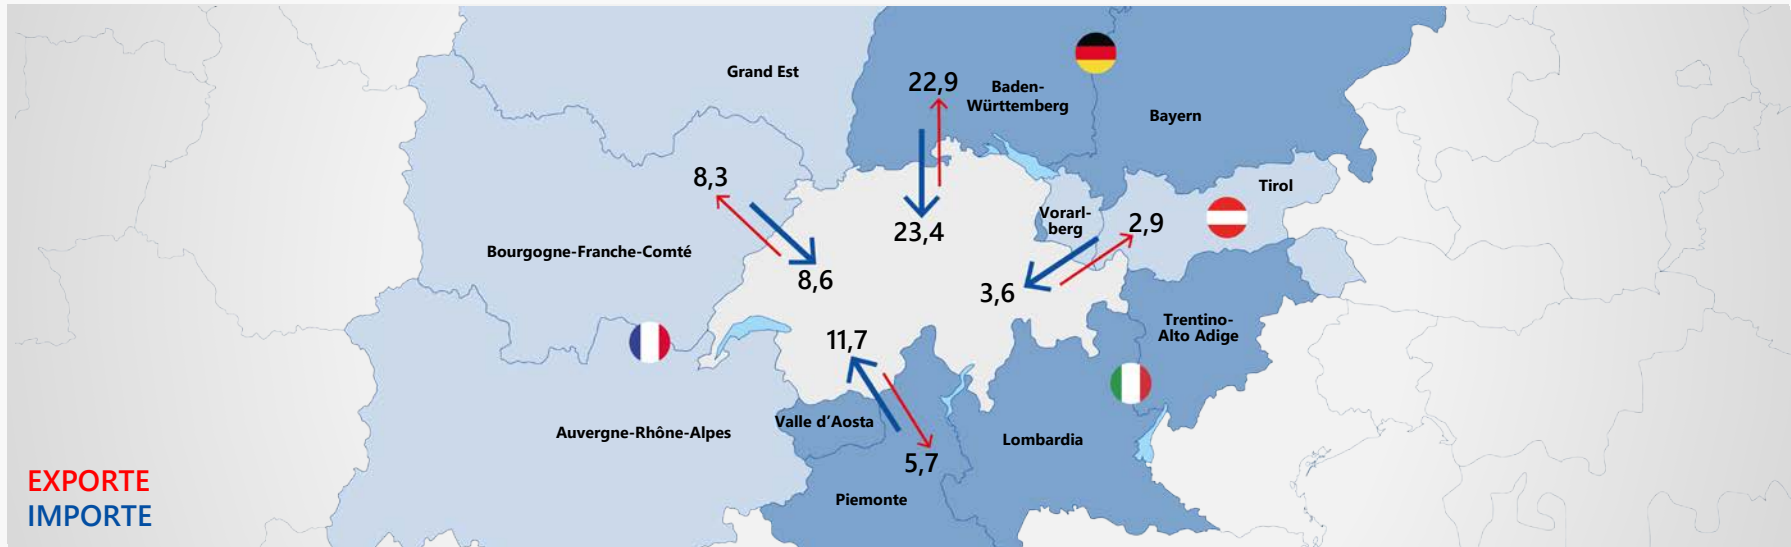 Grand Est
22,9
Baden-
Württemberg
Bayern
8,3
Tirol
Vorarl-
berg
2,9
23,4
Bourgogne-Franche-Comté
8,6
3,6
Trentino-
Alto Adige
11,7
Valle d’Aosta
Auvergne-Rhône-Alpes
Lombardia
5,7
Piemonte
EXPORTE
IMPORTE